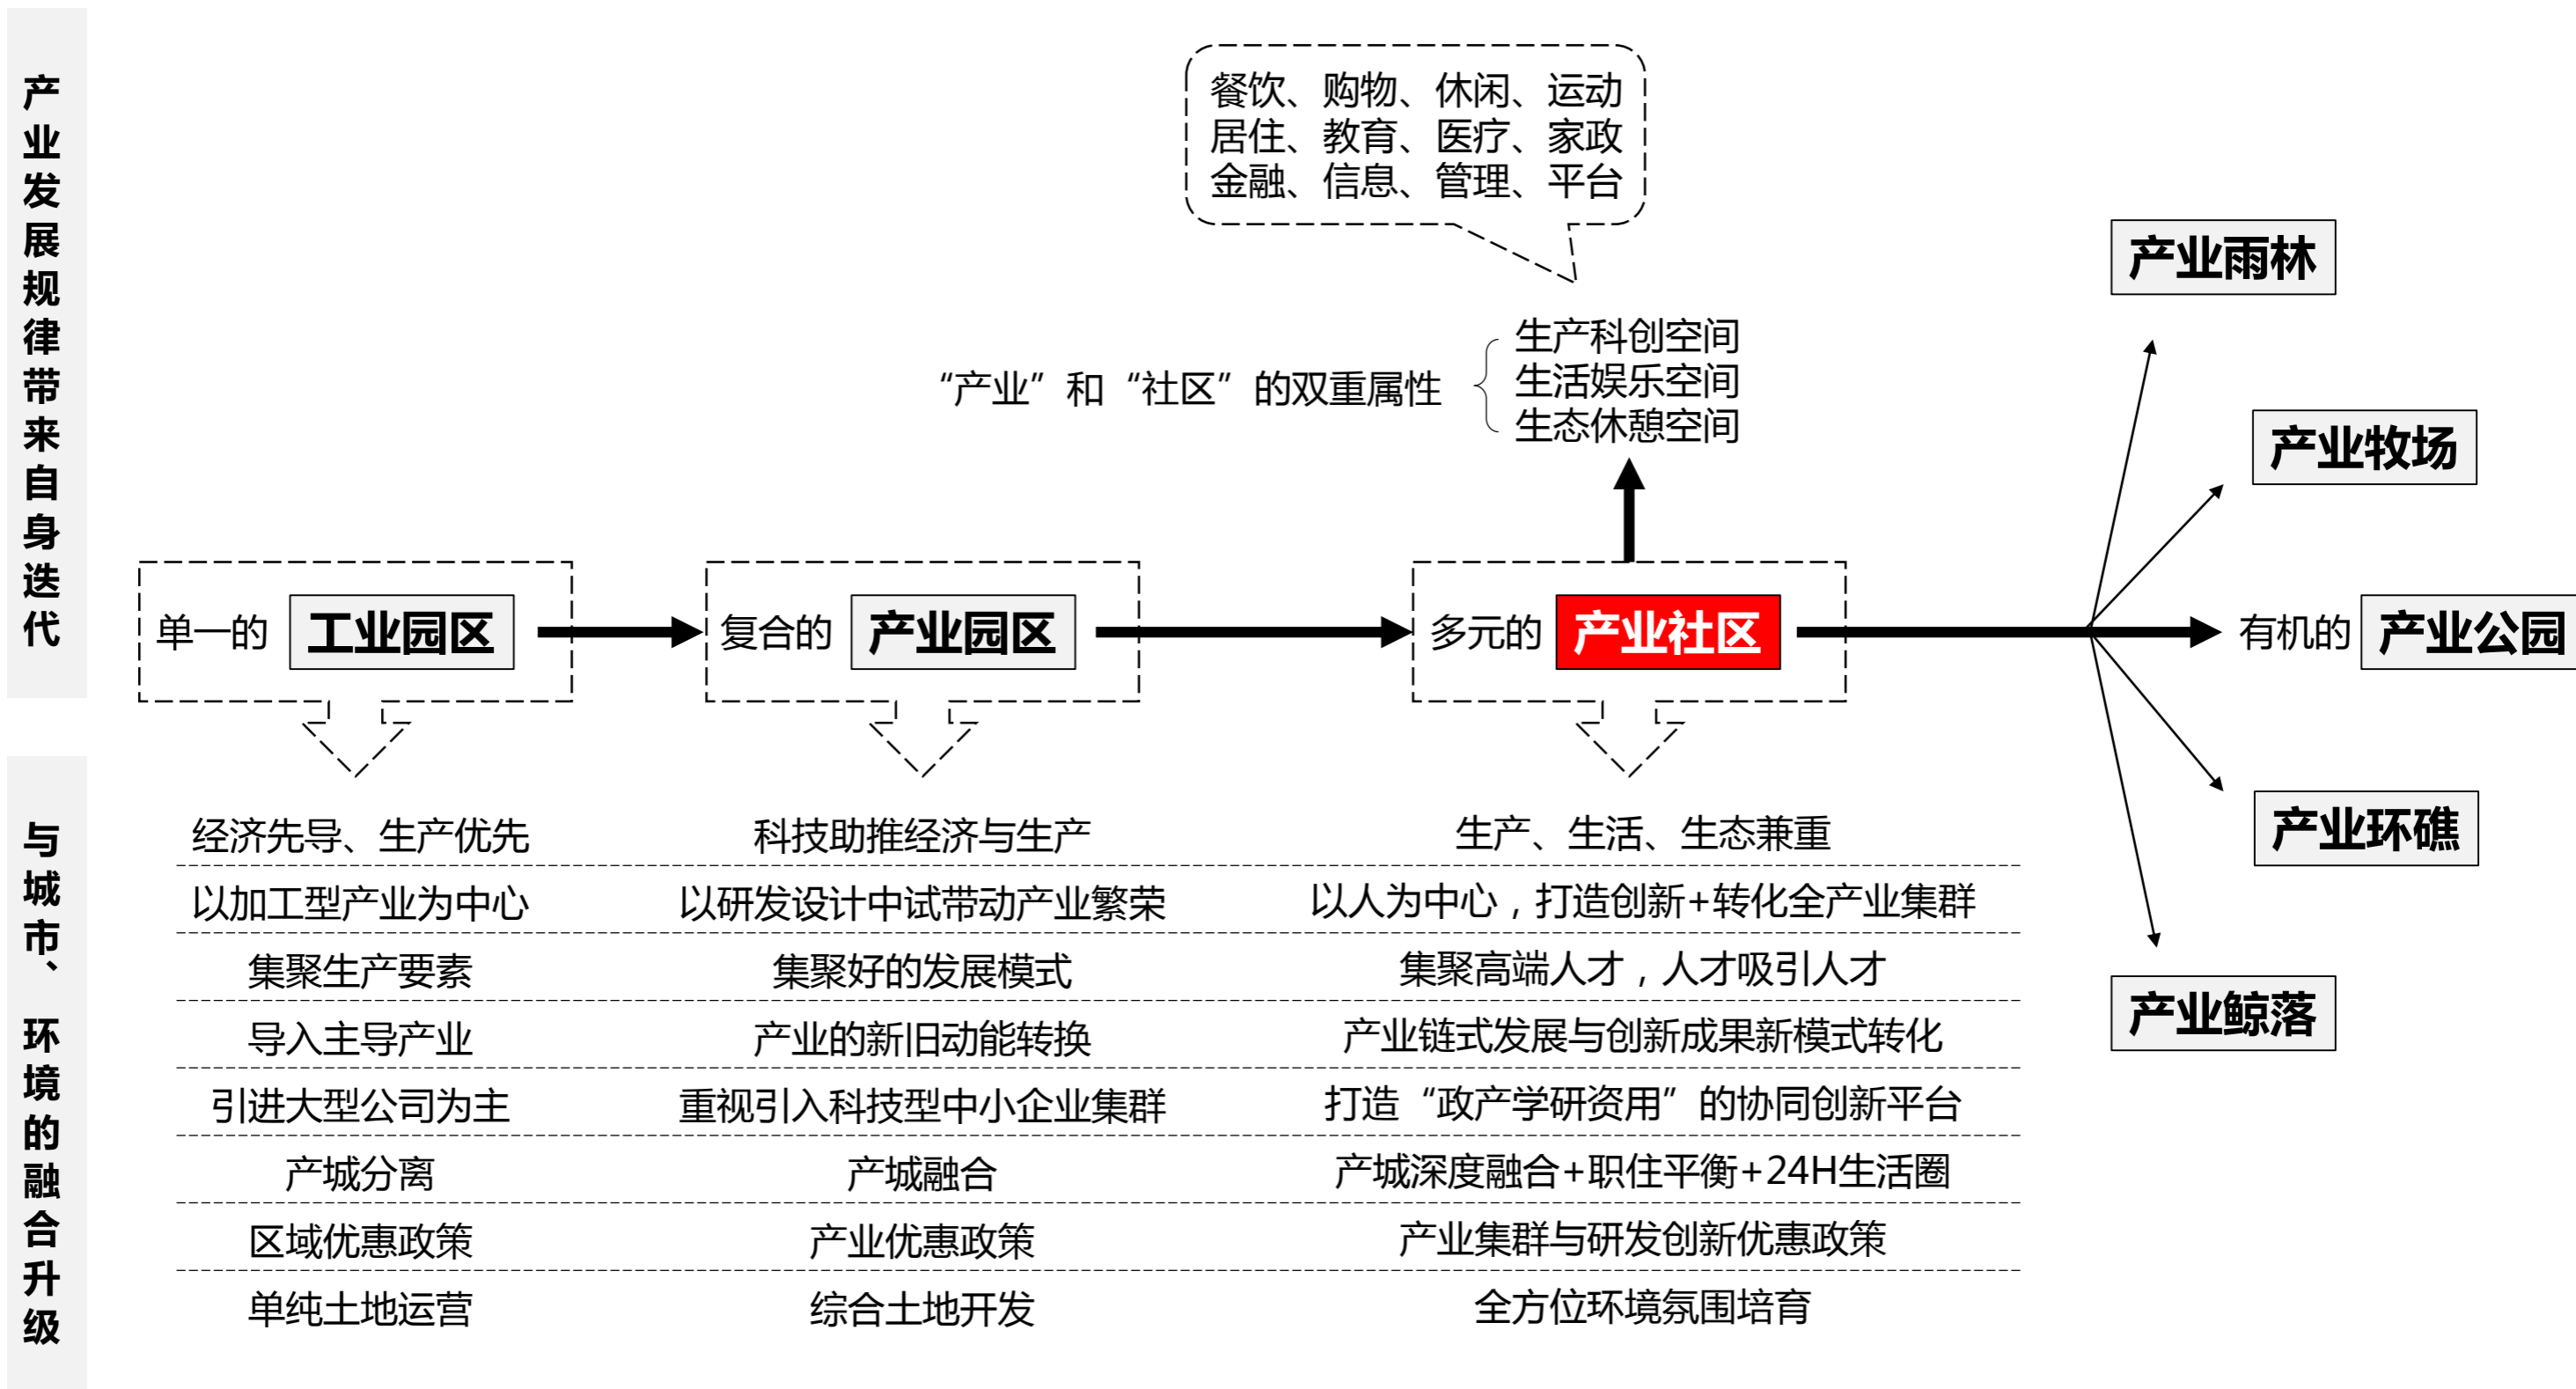 产业发展规律带来自身迭代
餐饮、购物、休闲、运动
居住、教育、医疗、家政
金融、信息、管理、平台
“产业”和“社区”的双重属性
生产科创空间
生活娱乐空间
生态休憩空间
单一的 工业园区
复合的 产业园区
多元的 产业社区
产业雨林
产业牧场
有机的 产业公园
产业环礁
产业鲸落
与城市、环境的融合升级
经济先导、生产优先 科技助推经济与生产 生产、生活、生态兼重
以加工型产业为中心 以研发设计中试带动产业繁荣 以人为中心，打造创新+转化全产业集群
集聚生产要素 集聚好的发展模式 集聚高端人才，人才吸引人才
导入主导产业 产业的新旧动能转换 产业链式发展与创新成果新模式转化
引进大型公司为主 重视引入科技型中小企业集群 打造“政产学研资用”的协同创新平台
产城分离 产城融合 产城深度融合+职住平衡+24H生活圈
区域优惠政策 产业优惠政策 产业集群与研发创新优惠政策
单纯土地运营 综合土地开发 全方位环境氛围培育